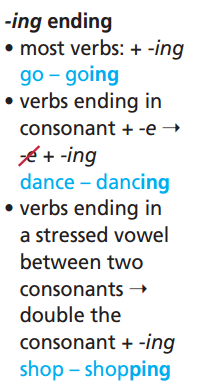 -ing ending
• most verbs: + -ing
go – going
• verbs ending in
consonant + -e →
-e + -ing
dance – dancing
• verbs ending in
a stressed vowel
between two
consonants →
double the
consonant + -ing
shop – shopping